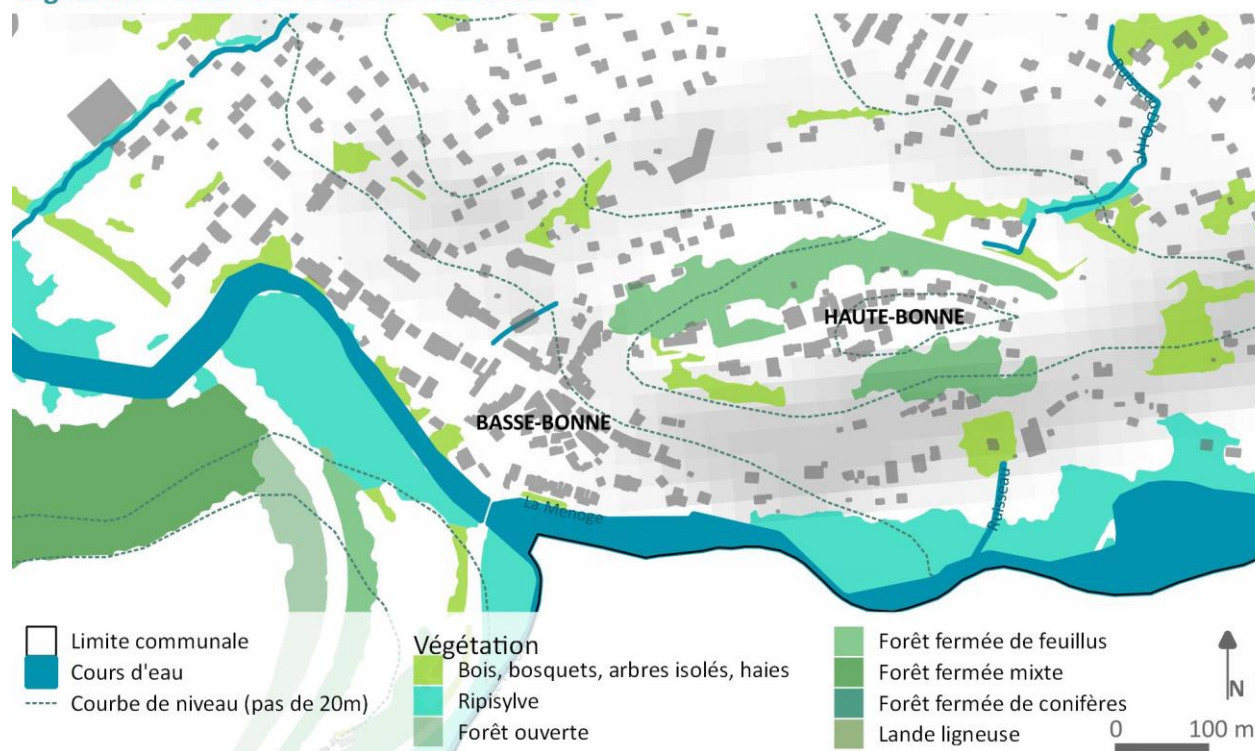 HAUTE-BONNE
BASSE-BONNE
La Menoge
Ruisseau
Ruisseau
Limite communale
Cours d'eau
Courbe de niveau (pas de 20m)
Végétation
Bois, bosquets, arbres isolés, haies
Ripisylve
Forêt ouverte
Forêt fermée de feuillus
Forêt fermée mixte
Forêt fermée de conifères
Lande ligneuse
N
0 100 m